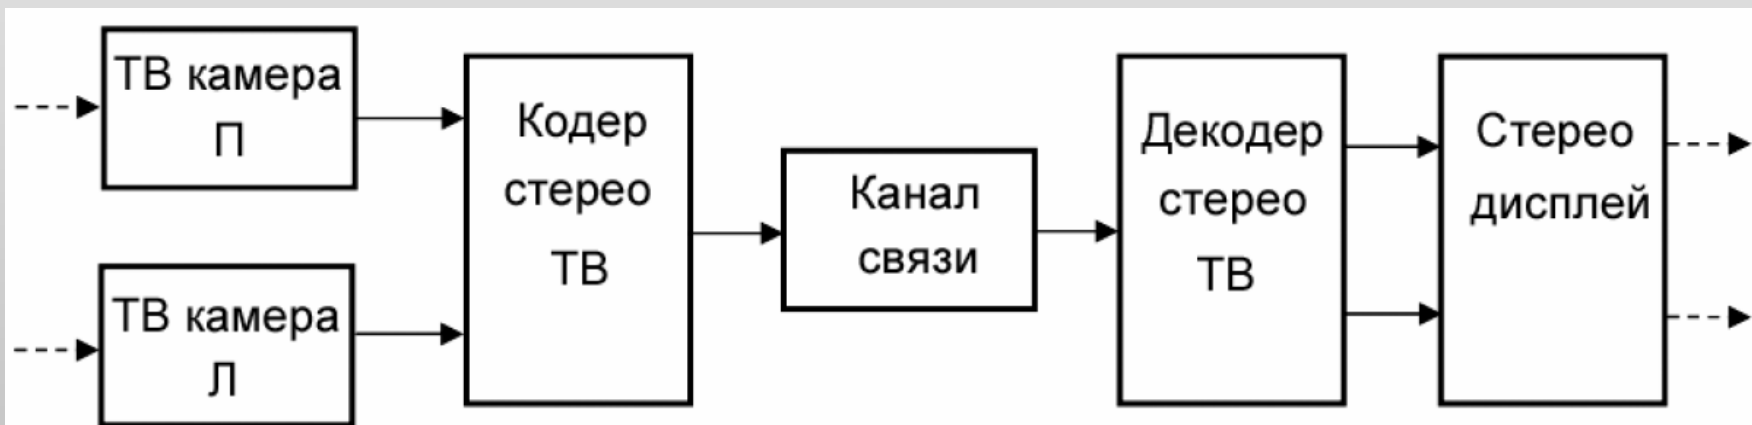 ТВ камера
П
ТВ камера
Л
Кодер
стерео
ТВ
Канал
связи
Декодер
стерео
ТВ
Стерео
дисплей